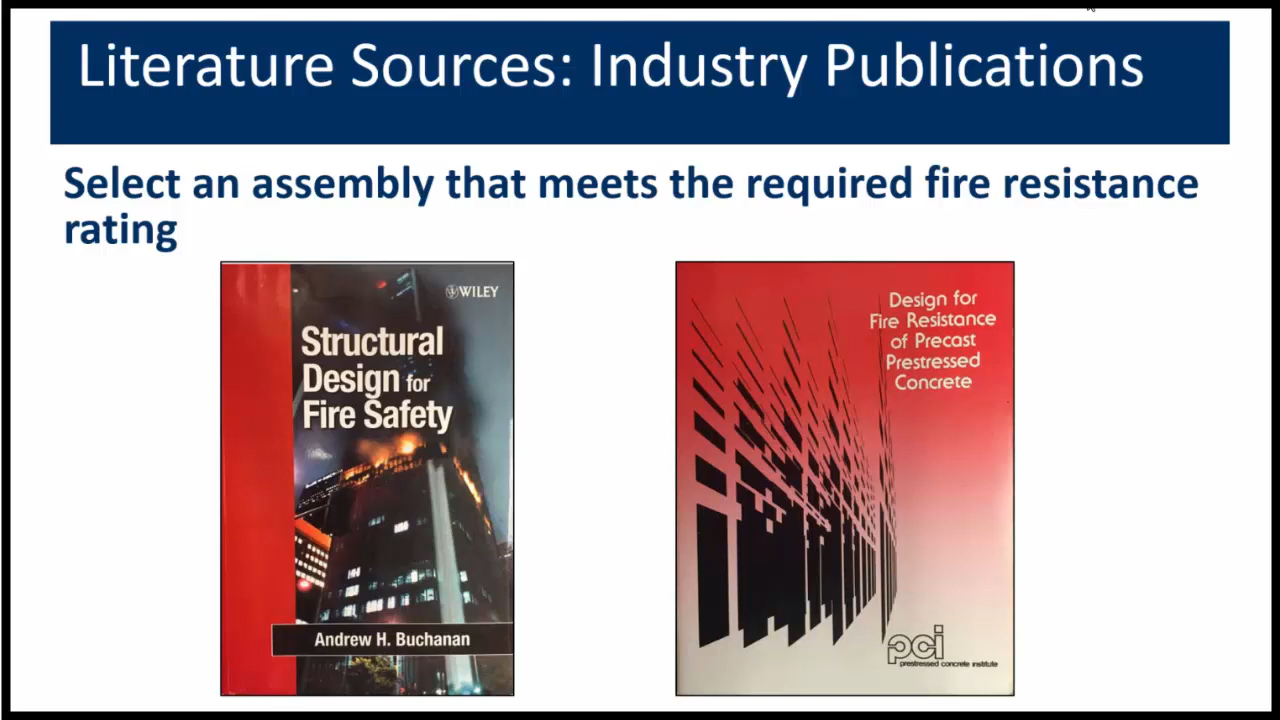 Literature Sources: Industry Publications
Select an assembly that meets the required fire resistance
rating
WILEY
Structural
Design for
Fire Safety
Andrew H. Buchanan
Design for
Fire Resistance
of Precast
Prestressed
Concrete
pci
prestressed concrete institute